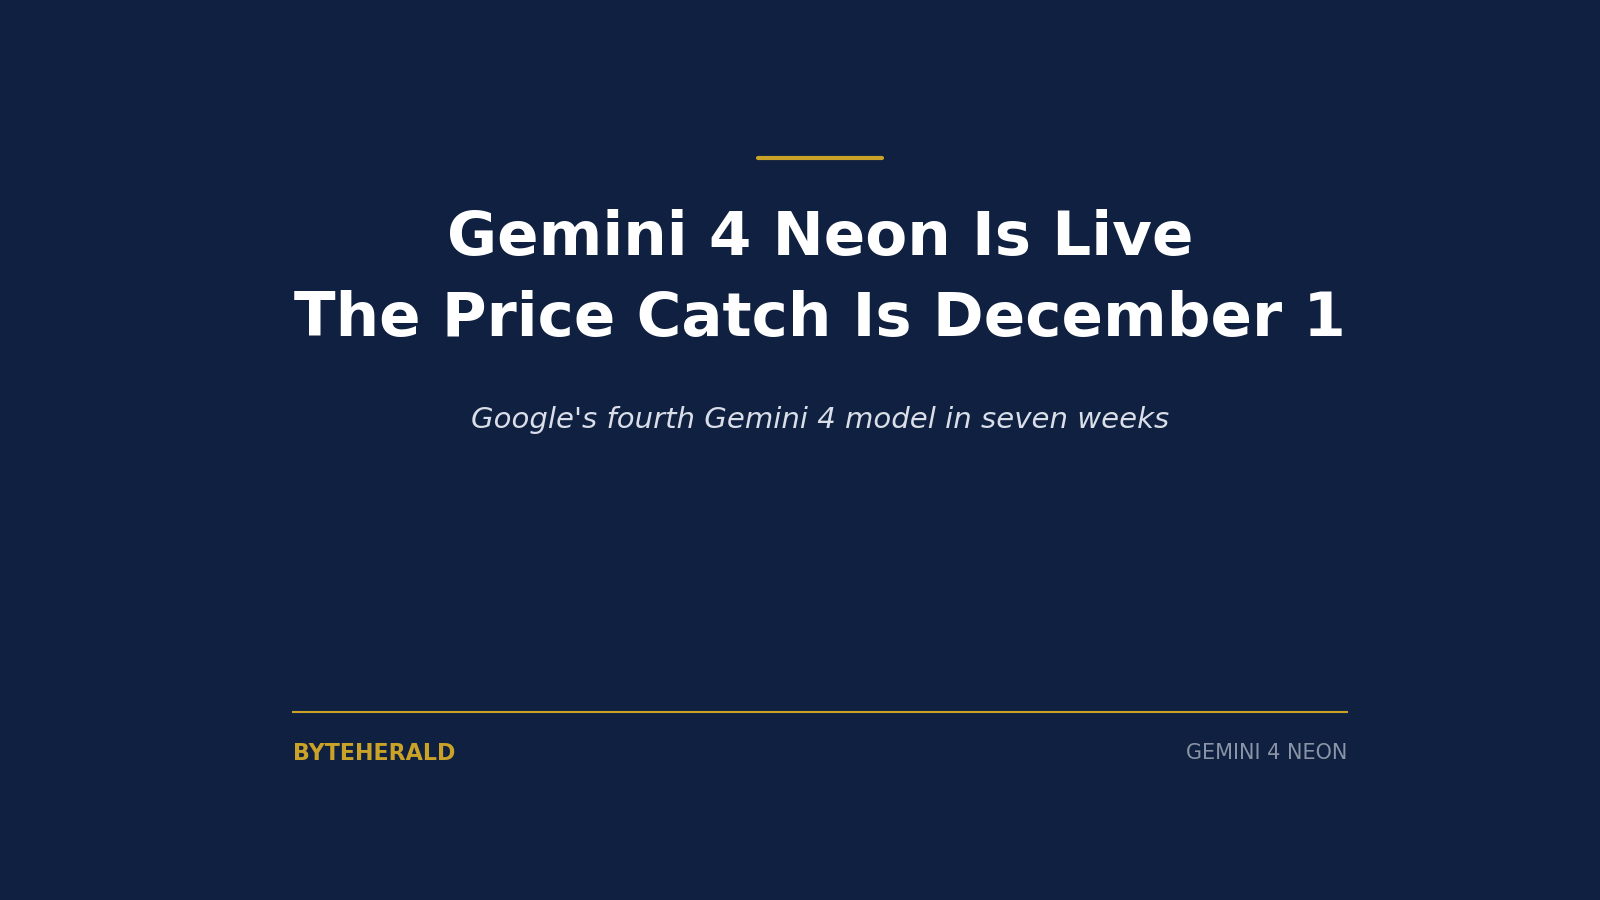 Gemini 4 Neon Is Live
The Price Catch Is December 1
Google's fourth Gemini 4 model in seven weeks
BYTEHERALD
GEMINI 4 NEON